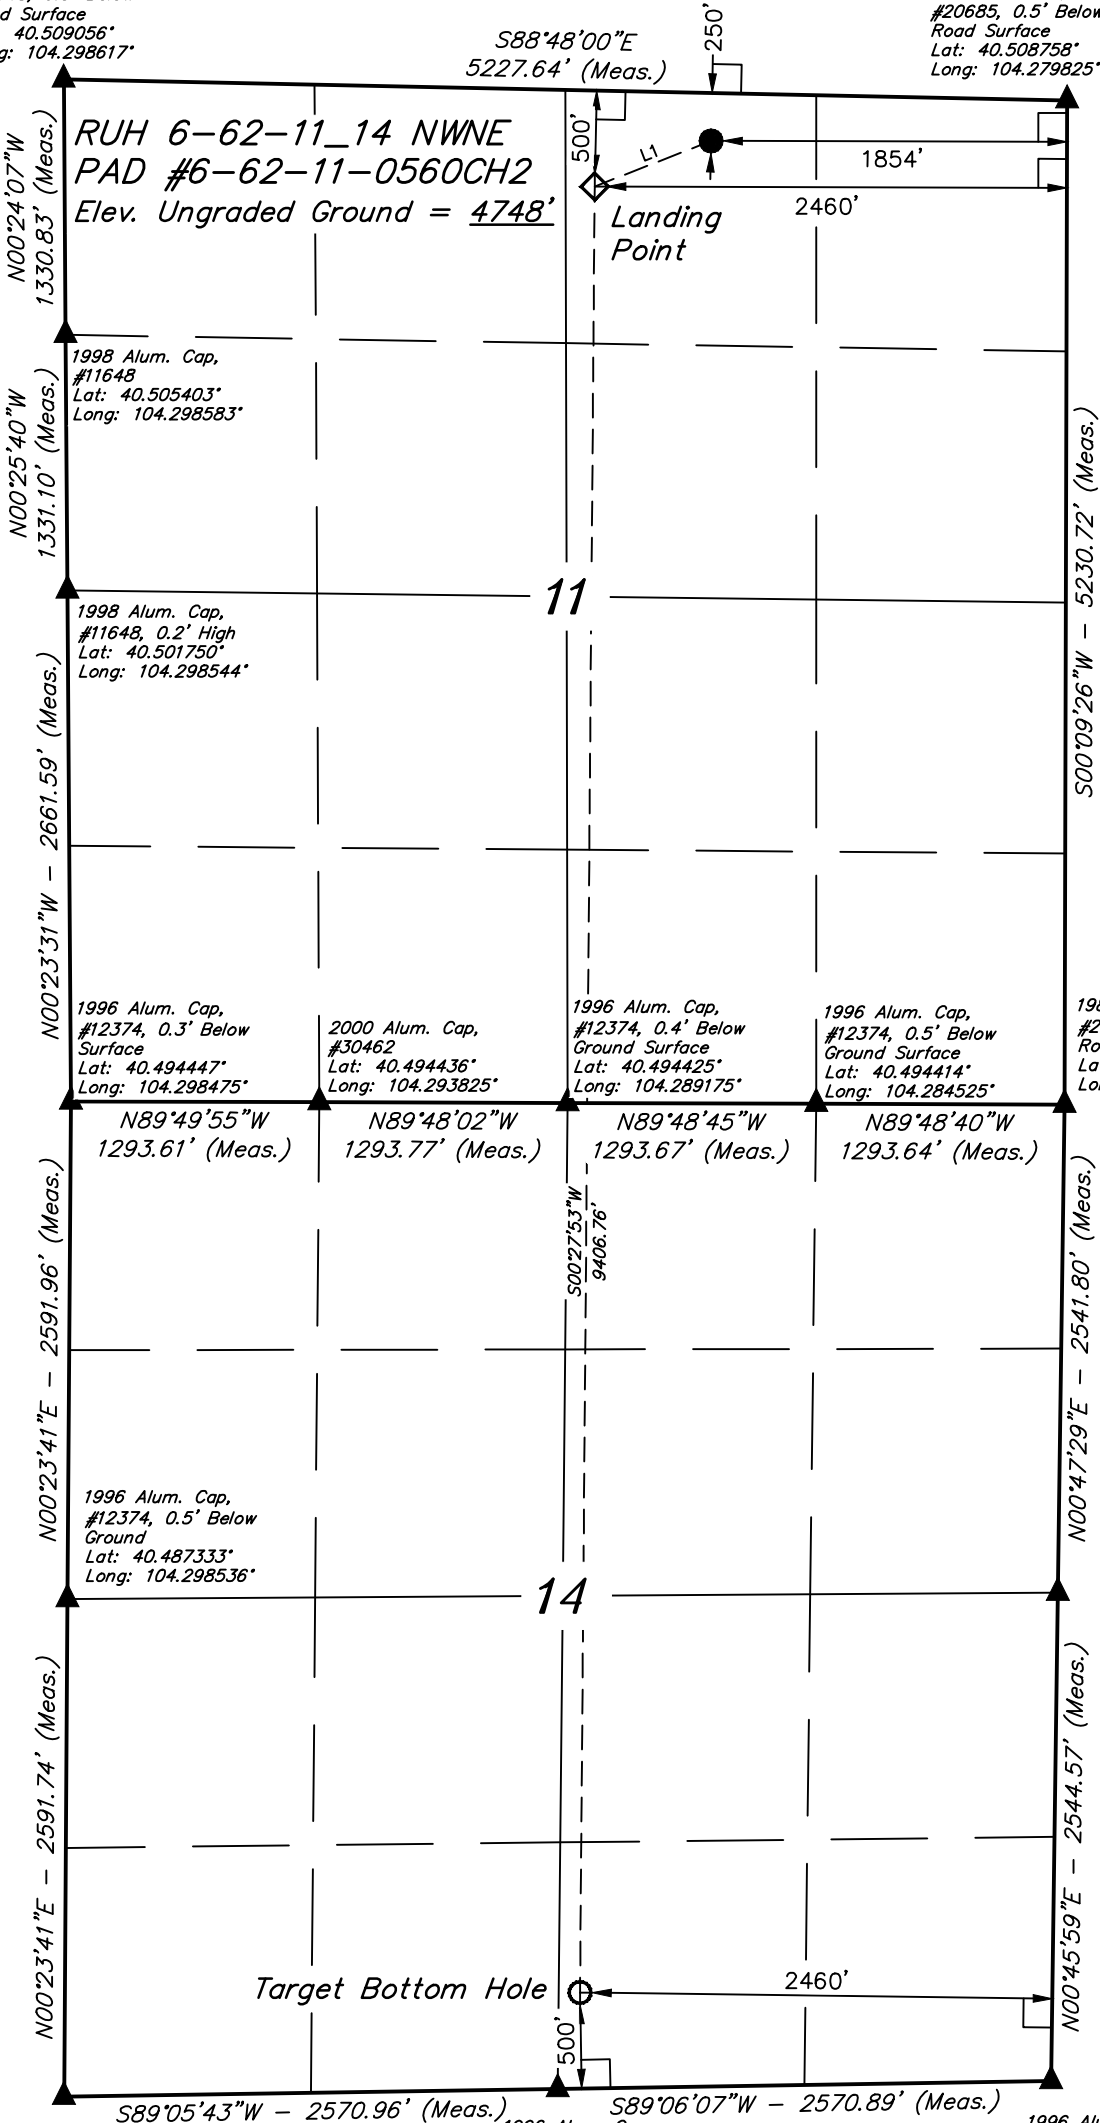 d Surface
40.509056°
g: 104.298617°
S88°48'00"E
5227.64' (Meas.)
250'
#20685, 0.5' Below
Road Surface
Lat: 40.508758°
Long: 104.279825°
RUH 6-62-11_14 NWNE
PAD #6-62-11-0560CH2
Elev. Ungraded Ground = 4748'
500'
L1
1854'
2460'
Landing
Point
N00°24'07"W
1330.83' (Meas.)
1998 Alum. Cap,
#11648
Lat: 40.505403°
Long: 104.298583°
N00°25'40"W
1331.10' (Meas.)
11
S00°09'26"W - 5230.72' (Meas.)
1998 Alum. Cap,
#11648, 0.2' High
Lat: 40.501750°
Long: 104.298544°
N00°23'31"W - 2661.59' (Meas.)
1996 Alum. Cap,
#12374, 0.3' Below
Surface
Lat: 40.494447°
Long: 104.298475°
2000 Alum. Cap,
#30462
Lat: 40.494436°
Long: 104.293825°
1996 Alum. Cap,
#12374, 0.4' Below
Ground Surface
Lat: 40.494425°
Long: 104.289175°
1996 Alum. Cap,
#12374, 0.5' Below
Ground Surface
Lat: 40.494414°
Long: 104.284525°
198
#2
Ro
La
Lo
N89°49'55"W
1293.61' (Meas.)
N89°48'02"W
1293.77' (Meas.)
N89°48'45"W
1293.67' (Meas.)
N89°48'40"W
1293.64' (Meas.)
S00°27'53"W
9406.76'
N00°23'41"E - 2591.96' (Meas.)
N00°47'29"E - 2541.80' (Meas.)
1996 Alum. Cap,
#12374, 0.5' Below
Ground
Lat: 40.487333°
Long: 104.298536°
14
N00°23'41"E - 2591.74' (Meas.)
N00°45'59"E - 2544.57' (Meas.)
Target Bottom Hole
2460'
500'
S89°05'43"W - 2570.96' (Meas.)
S89°06'07"W - 2570.89' (Meas.)